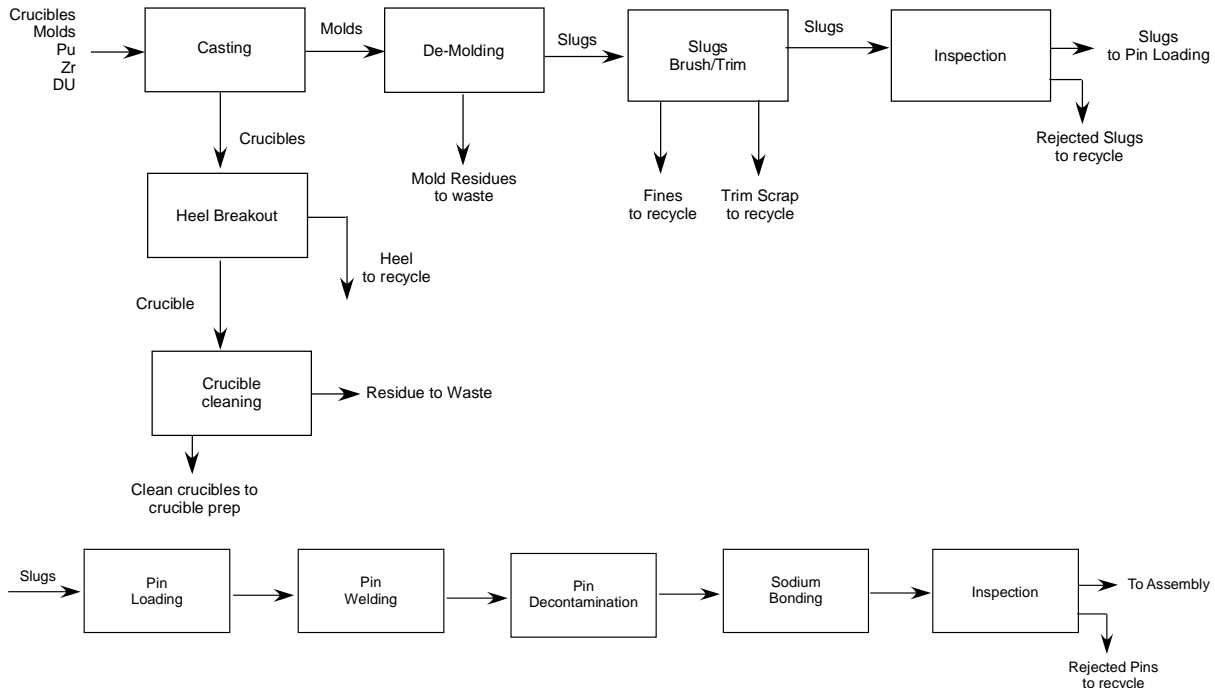 Crucibles
Molds
Pu
Zr
DU
Casting
Molds
De-Molding
Slugs
Slugs
Brush/Trim
Slugs
Inspection
Slugs
to Pin Loading
Rejected Slugs
to recycle
Crucibles
Mold Residues
to waste
Fines
to recycle
Trim Scrap
to recycle
Heel Breakout
Heel
to recycle
Crucible
Crucible
cleaning
Residue to Waste
Clean crucibles to
crucible prep
Slugs
Pin
Loading
Pin
Welding
Pin
Decontamination
Sodium
Bonding
Inspection
To Assembly
Rejected Pins
to recycle